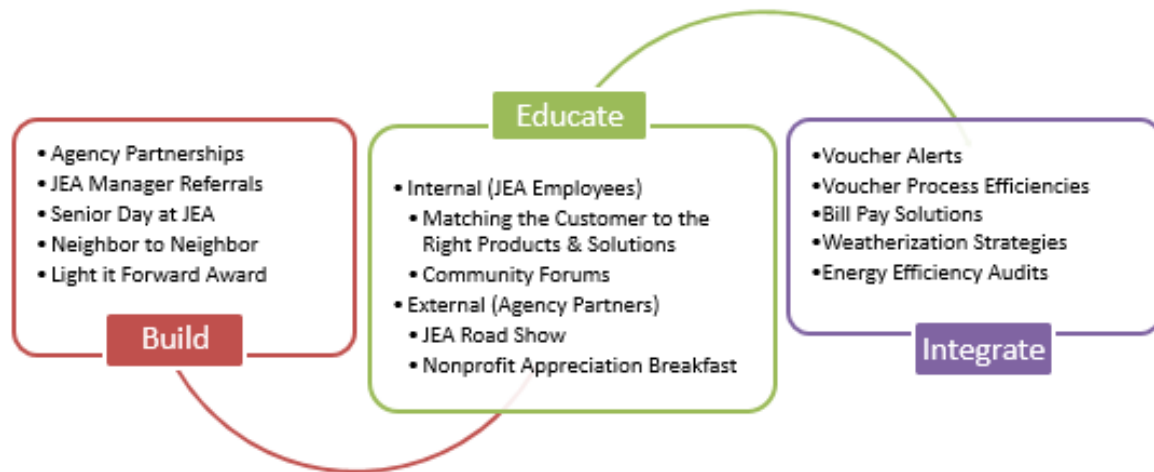 • Agency Partnerships
• JEA Manager Referrals
• Senior Day at JEA
• Neighbor to Neighbor
• Light it Forward Award
Build
Educate
• Internal (JEA Employees)
• Matching the Customer to the
Right Products & Solutions
• Community Forums
• External (Agency Partners)
• JEA Road Show
• Nonprofit Appreciation Breakfast
•Voucher Alerts
•Voucher Process Efficiencies
•Bill Pay Solutions
•Weatherization Strategies
•Energy Efficiency Audits
Integrate